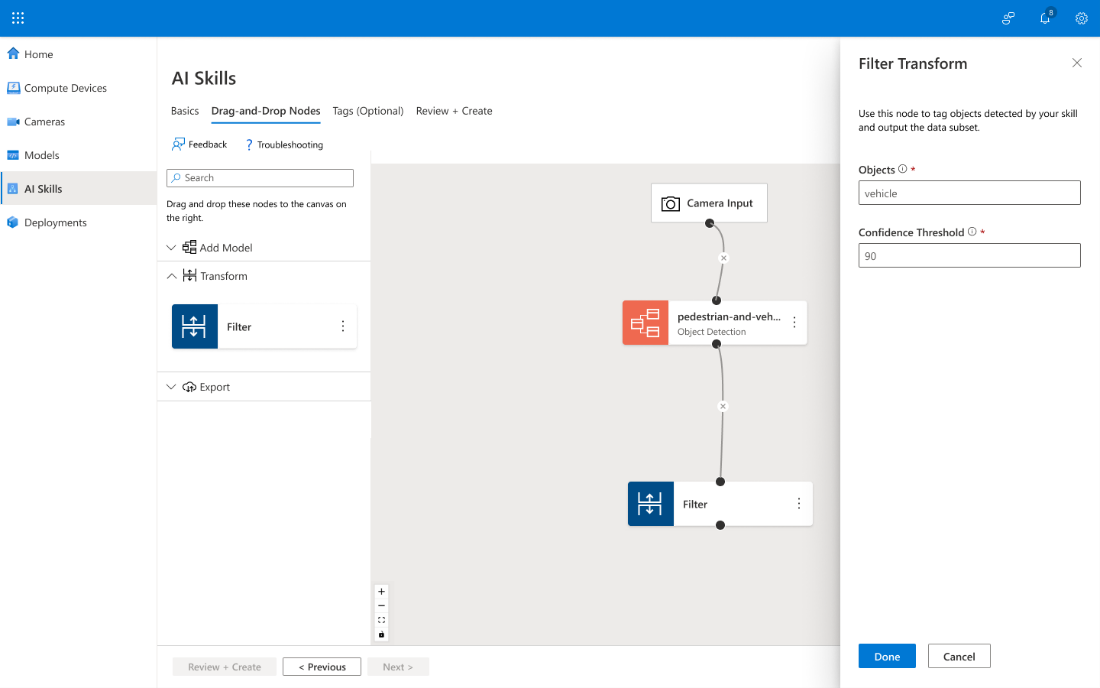 8
Home
Compute Devices
Cameras
Models
AI Skills
Deployments
AI Skills
Basics
Drag-and-Drop Nodes
Tags (Optional)
Review + Create
Feedback
? Troubleshooting
Search
Drag and drop these nodes to the canvas on
the right.
Add Model
Transform
Filter
Export
Camera Input
pedestrian-and-veh...
Object Detection
Filter
Review + Create
< Previous
Next >
Filter Transform
Use this node to tag objects detected by your skill
and output the data subset.
Objects *
vehicle
Confidence Threshold *
90
Done
Cancel